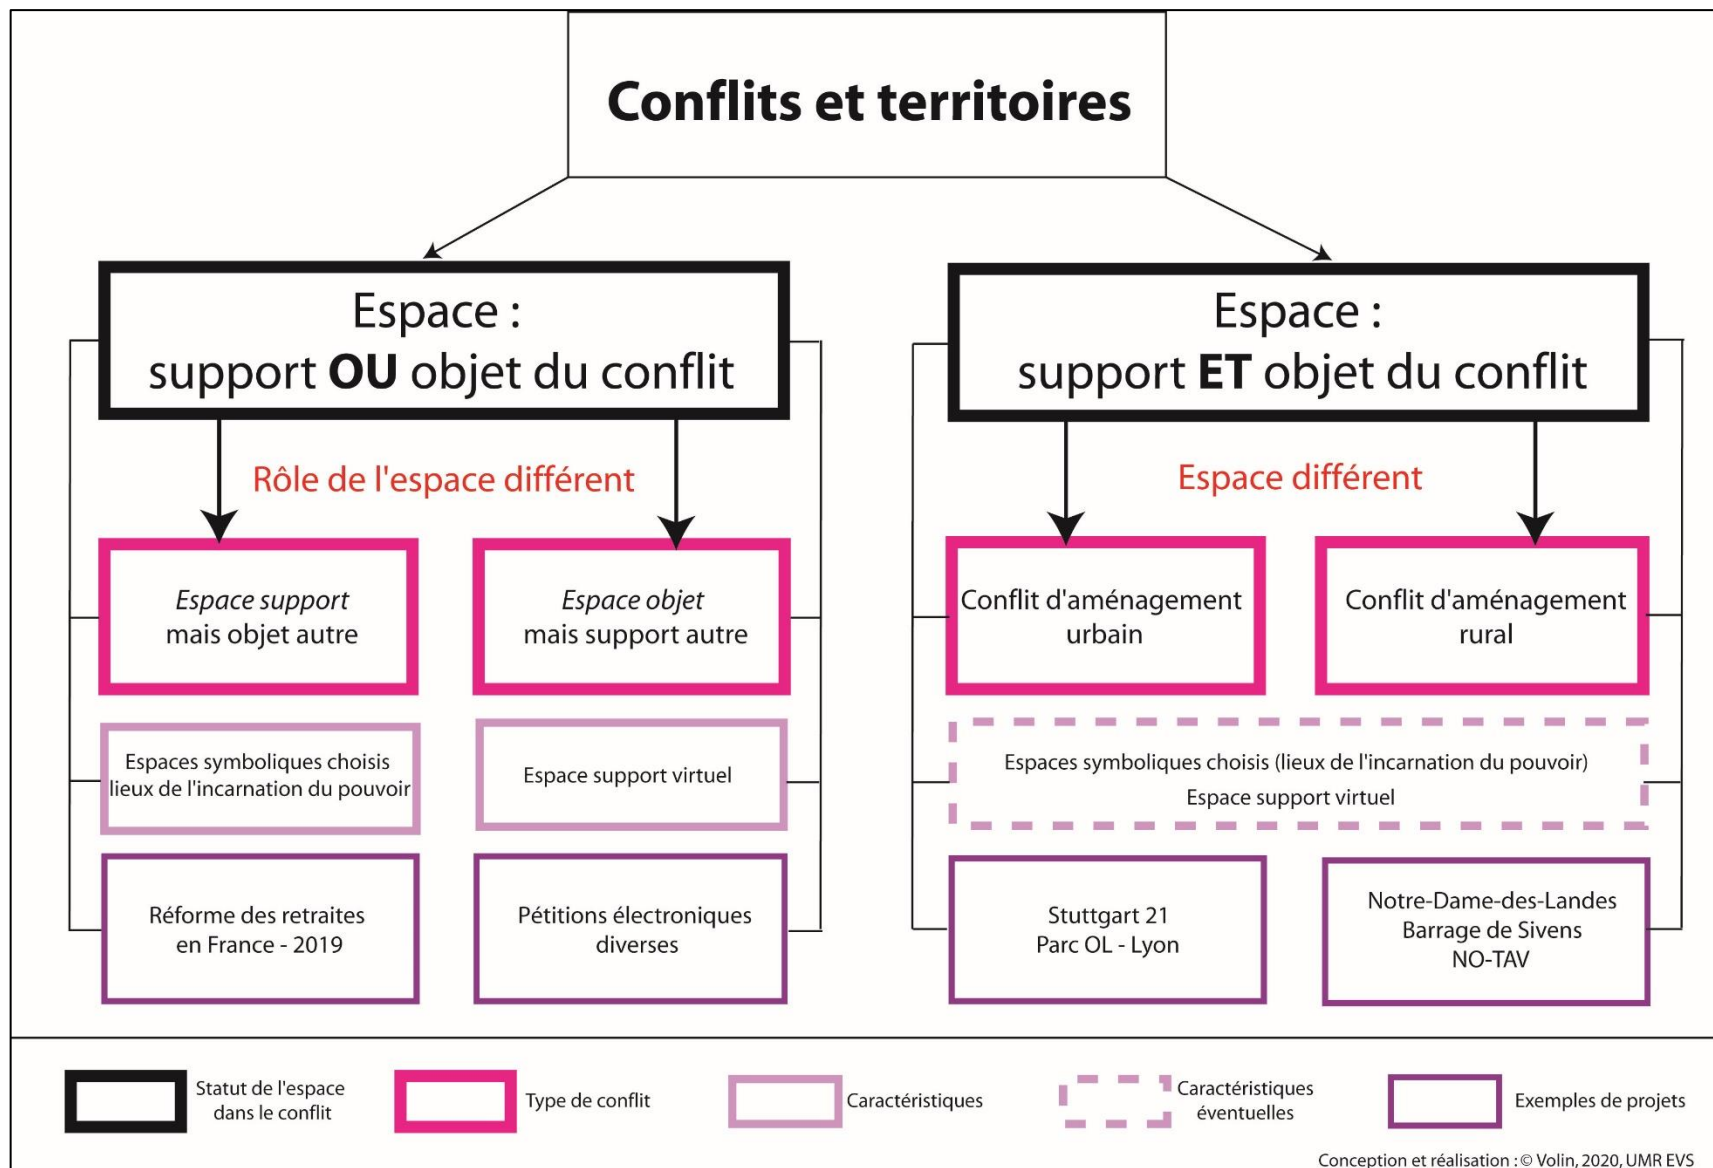 Conflits et territoires
Espace :
support OU objet du conflit
Espace :
support ET objet du conflit
Rôle de l'espace différent
Espace différent
Espace support
mais objet autre
Espace objet
mais support autre
Conflit d'aménagement
urbain
Conflit d'aménagement
rural
Espaces symboliques choisis
lieux de l'incarnation du pouvoir
Espace support virtuel
Espaces symboliques choisis (lieux de l'incarnation du pouvoir)
Espace support virtuel
Réforme des retraites
en France - 2019
Pétitions électroniques
diverses
Stuttgart 21
Parc OL - Lyon
Notre-Dame-des-Landes
Barrage de Sivens
NO-TAV
Statut de l'espace
dans le conflit
Type de conflit
Caractéristiques
Caractéristiques
éventuelles
Exemples de projets
Conception et réalisation : © Volin, 2020, UMR EVS